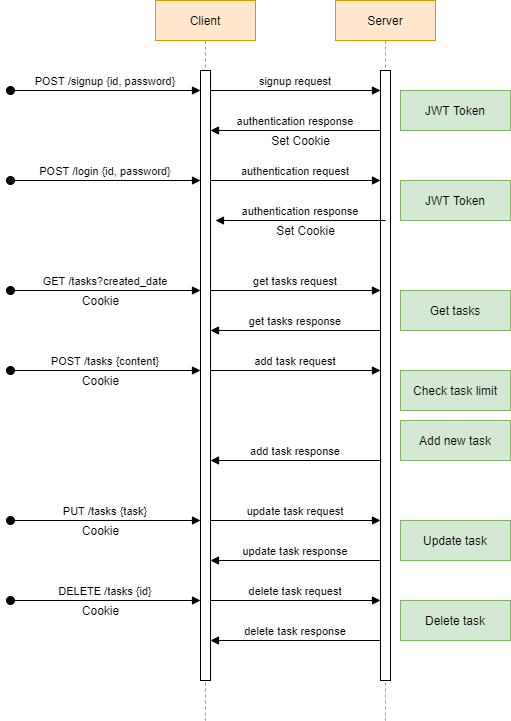 Client
Server
POST /signup {id, password}
signup request
JWT Token
authentication response
Set Cookie
POST /login {id, password}
authentication request
JWT Token
authentication response
Set Cookie
GET /tasks?created_date
Cookie
get tasks request
Get tasks
get tasks response
POST /tasks {content}
Cookie
add task request
Check task limit
Add new task
add task response
PUT /tasks {task}
Cookie
update task request
Update task
update task response
DELETE /tasks {id}
Cookie
delete task request
Delete task
delete task response